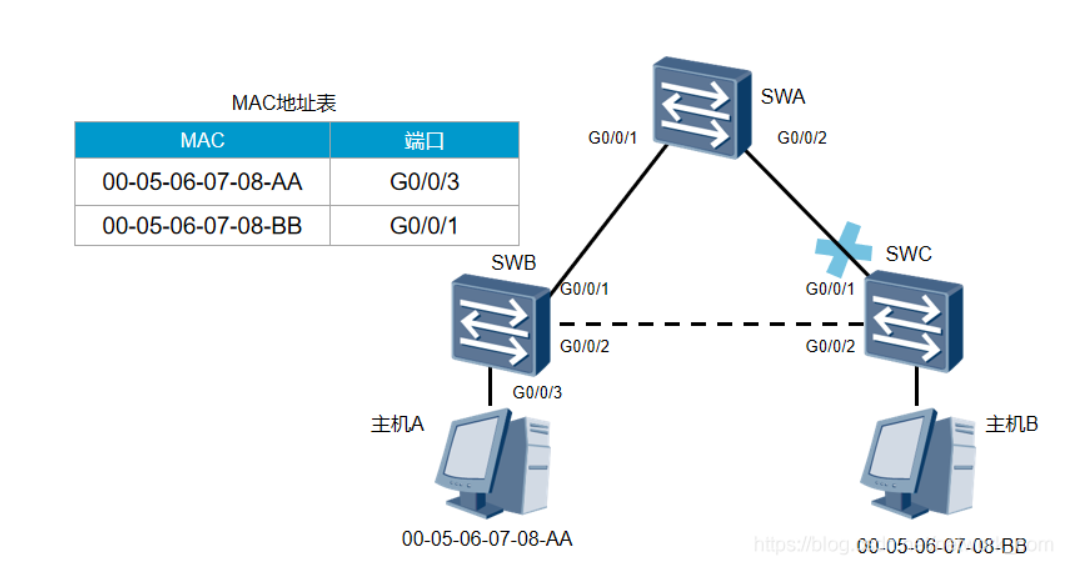 MAC地址表
MAC 端口
00-05-06-07-08-AA G0/0/3
00-05-06-07-08-BB G0/0/1
SWA
G0/0/1 G0/0/2
SWB SWC
G0/0/1 G0/0/1
G0/0/2 G0/0/2
G0/0/3
主机A 主机B
00-05-06-07-08-AA 00-05-06-07-08-BB
https://blog.